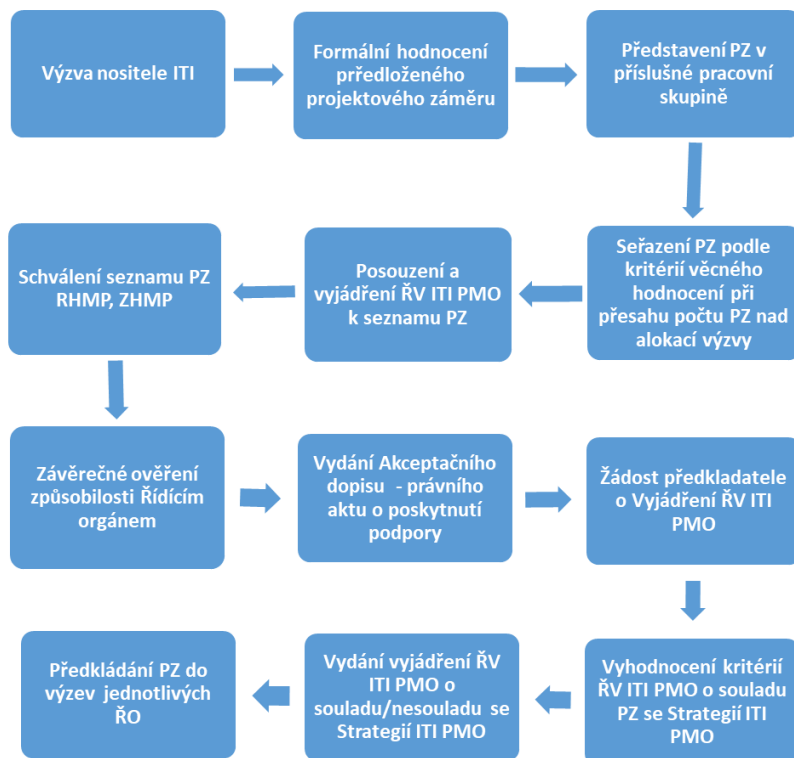 Výzva nositele ITI
Formální hodnocení
prředloženého
projektového záměru
Představení PZ v
příslušné pracovní
skupině
Seřazení PZ podle
kritérií věcného
hodnocení při
přesahu počtu PZ nad
alokací výzvy
Posouzení a
vyjádření ŘV ITI PMO
k seznamu PZ
Schválení seznamu PZ
RHMP, ZHMP
Závěrečné ověření
způsobilosti Řídícím
orgánem
Vydání Akceptačního
dopisu - právního
aktu o poskytnutí
podpory
Žádost předkladatele
o Vyjádření ŘV ITI
PMO
Vyhodnocení kritérií
ŘV ITI PMO o souladu
PZ se Strategií ITI
PMO
Vydání vyjádření ŘV
ITI PMO o
souladu/nesouladu se
Strategií ITI PMO
Předkládání PZ do
výzev jednotlivých
ŘO